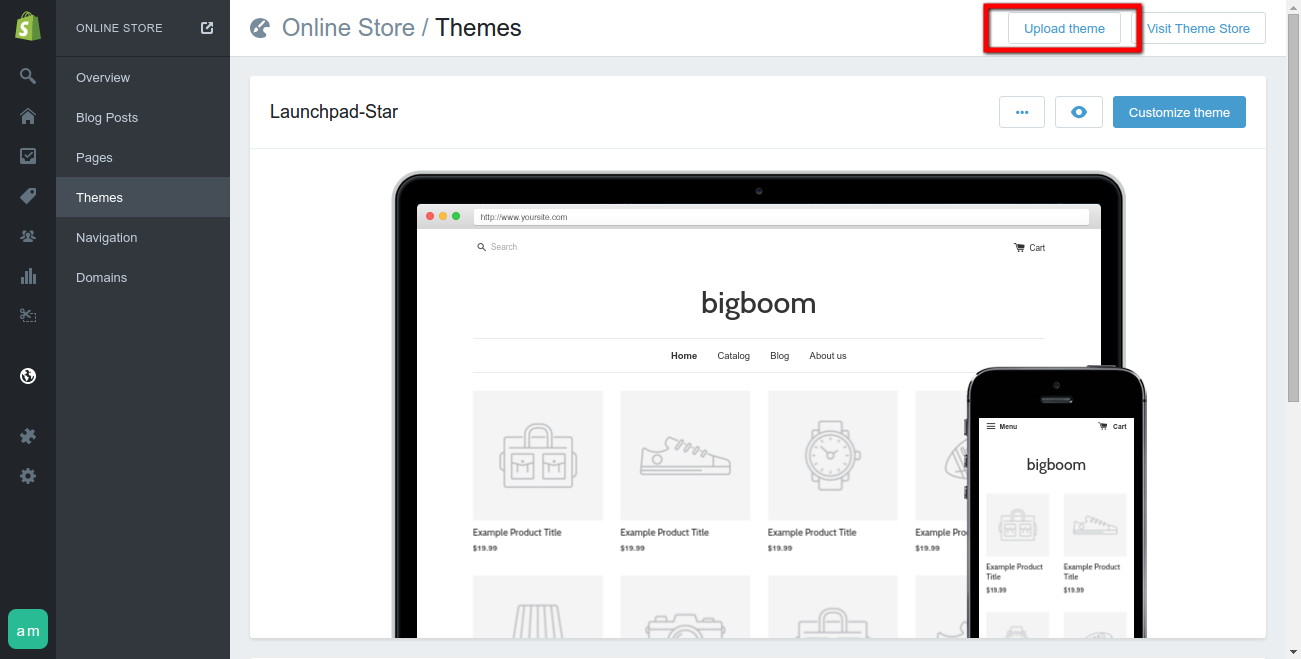 ONLINE STORE
Overview
Blog Posts
Pages
Themes
Navigation
Domains
am
Online Store / Themes
Upload theme
Visit Theme Store
Launchpad-Star
Customize theme
http://www.yoursite.com
Search
Cart
bigboom
Home Catalog Blog About us
Example Product Title
$19.99
Example Product Title
$19.99
Example Product Title
$19.99
Example Pro
$19.99
Menu
Cart
bigboom
Example Product
Title
$19.99
Example Product
Title
$19.99